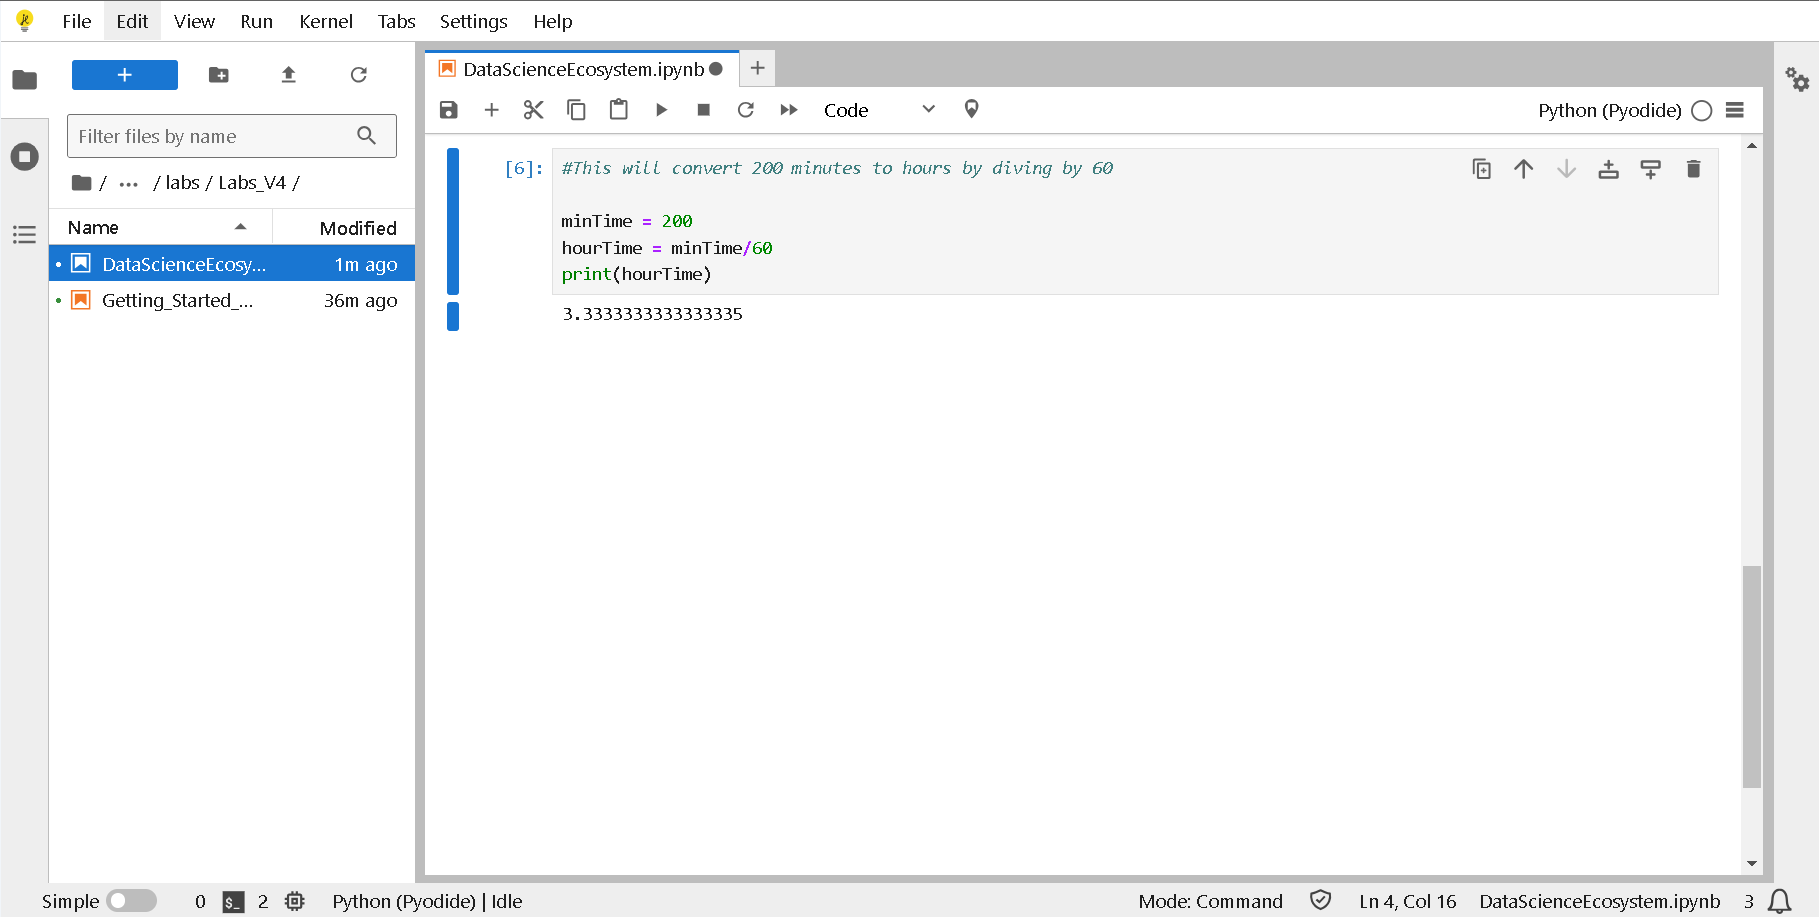 File Edit View Run Kernel Tabs Settings Help
Filter files by name
/ ... / labs / Labs_V4 /
Name Modified
DataScienceEcosy... 1m ago
Getting_Started_... 36m ago
DataScienceEcosystem.ipynb
Code Python (Pyodide)
[6]: #This will convert 200 minutes to hours by diving by 60
minTime = 200
hourTime = minTime/60
print(hourTime)
3.3333333333333335
Simple 0 $_ 2 Python (Pyodide) | Idle Mode: Command Ln 4, Col 16 DataScienceEcosystem.ipynb 3